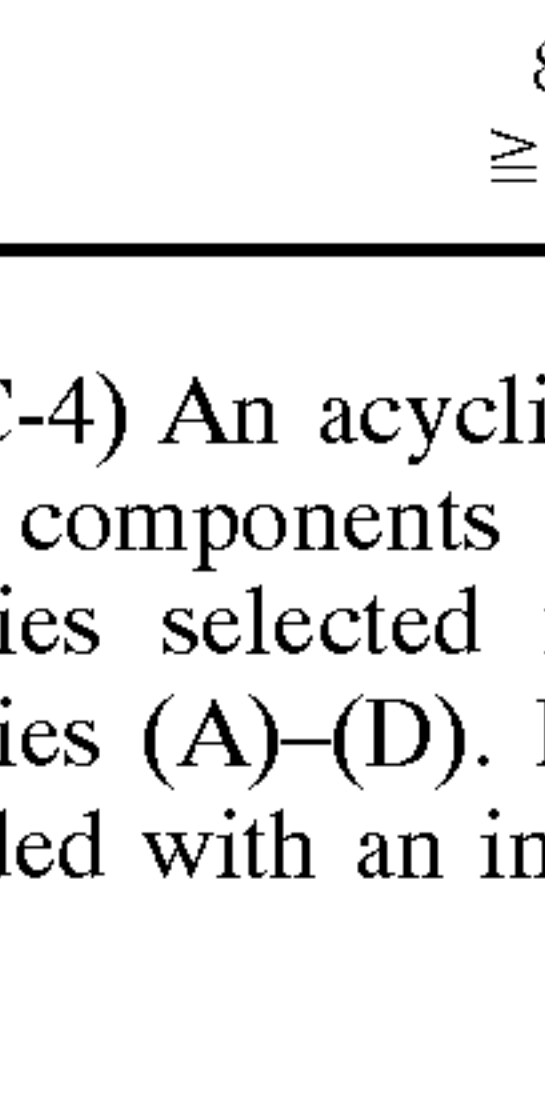 ≧
C-4) An acycli
components
ies selected
ies (A)–(D).
led with an in